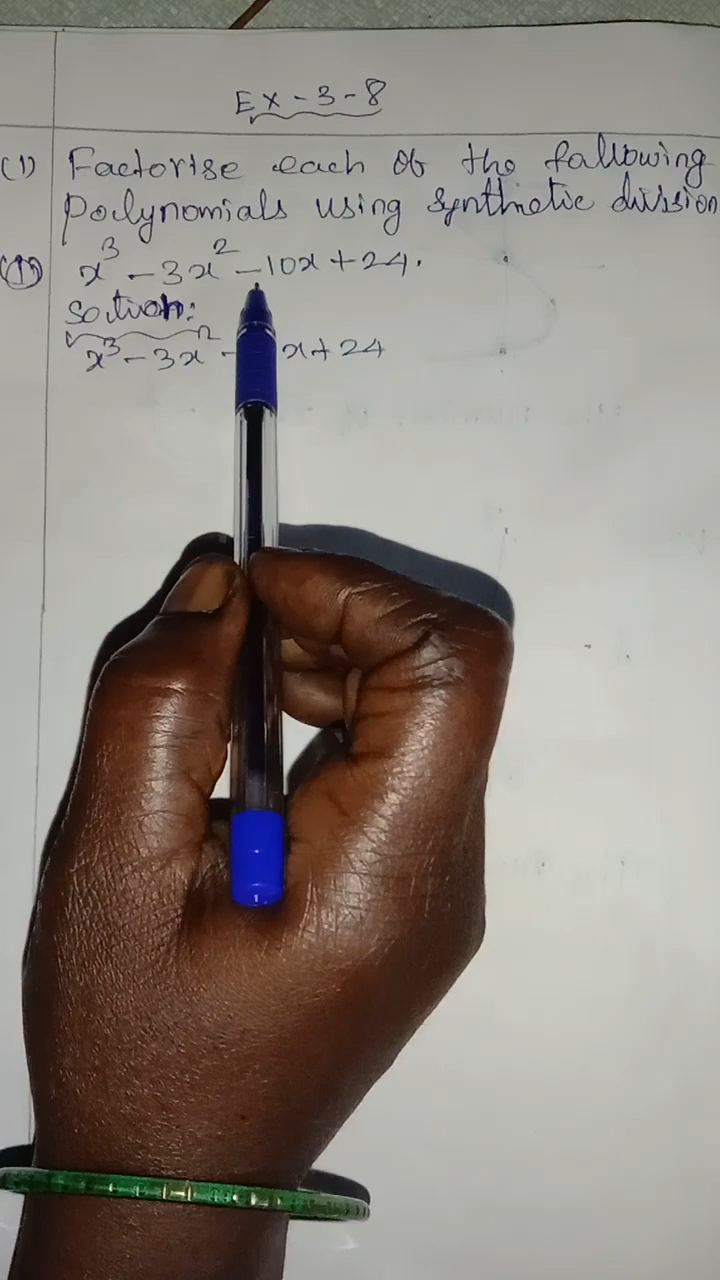 Ex-3-8
(1) Factorise each of the following
polynomials using synthetic division
(1) x³ - 3x² - 10x + 24.
Solution:
x³ - 3x² - x + 24